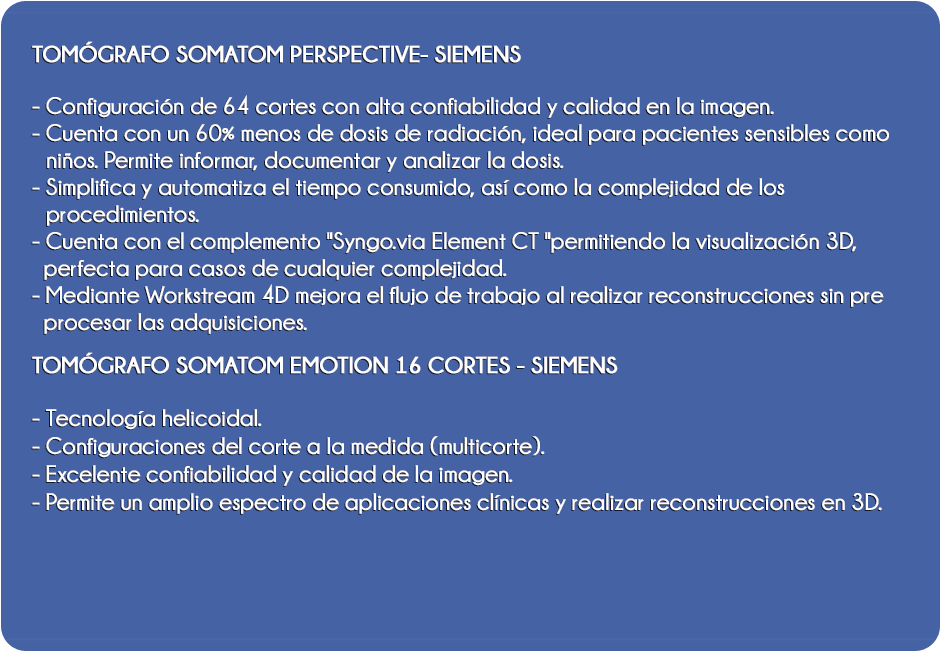 TOMÓGRAFO SOMATOM PERSPECTIVE- SIEMENS
- Configuración de 64 cortes con alta confiabilidad y calidad en la imagen.
- Cuenta con un 60% menos de dosis de radiación, ideal para pacientes sensibles como
niños. Permite informar, documentar y analizar la dosis.
- Simplifica y automatiza el tiempo consumido, así como la complejidad de los
procedimientos.
- Cuenta con el complemento "Syngo.via Element CT "permitiendo la visualización 3D,
perfecta para casos de cualquier complejidad.
- Mediante Workstream 4D mejora el flujo de trabajo al realizar reconstrucciones sin pre
procesar las adquisiciones.
TOMÓGRAFO SOMATOM EMOTION 16 CORTES - SIEMENS
- Tecnología helicoidal.
- Configuraciones del corte a la medida (multicorte).
- Excelente confiabilidad y calidad de la imagen.
- Permite un amplio espectro de aplicaciones clínicas y realizar reconstrucciones en 3D.